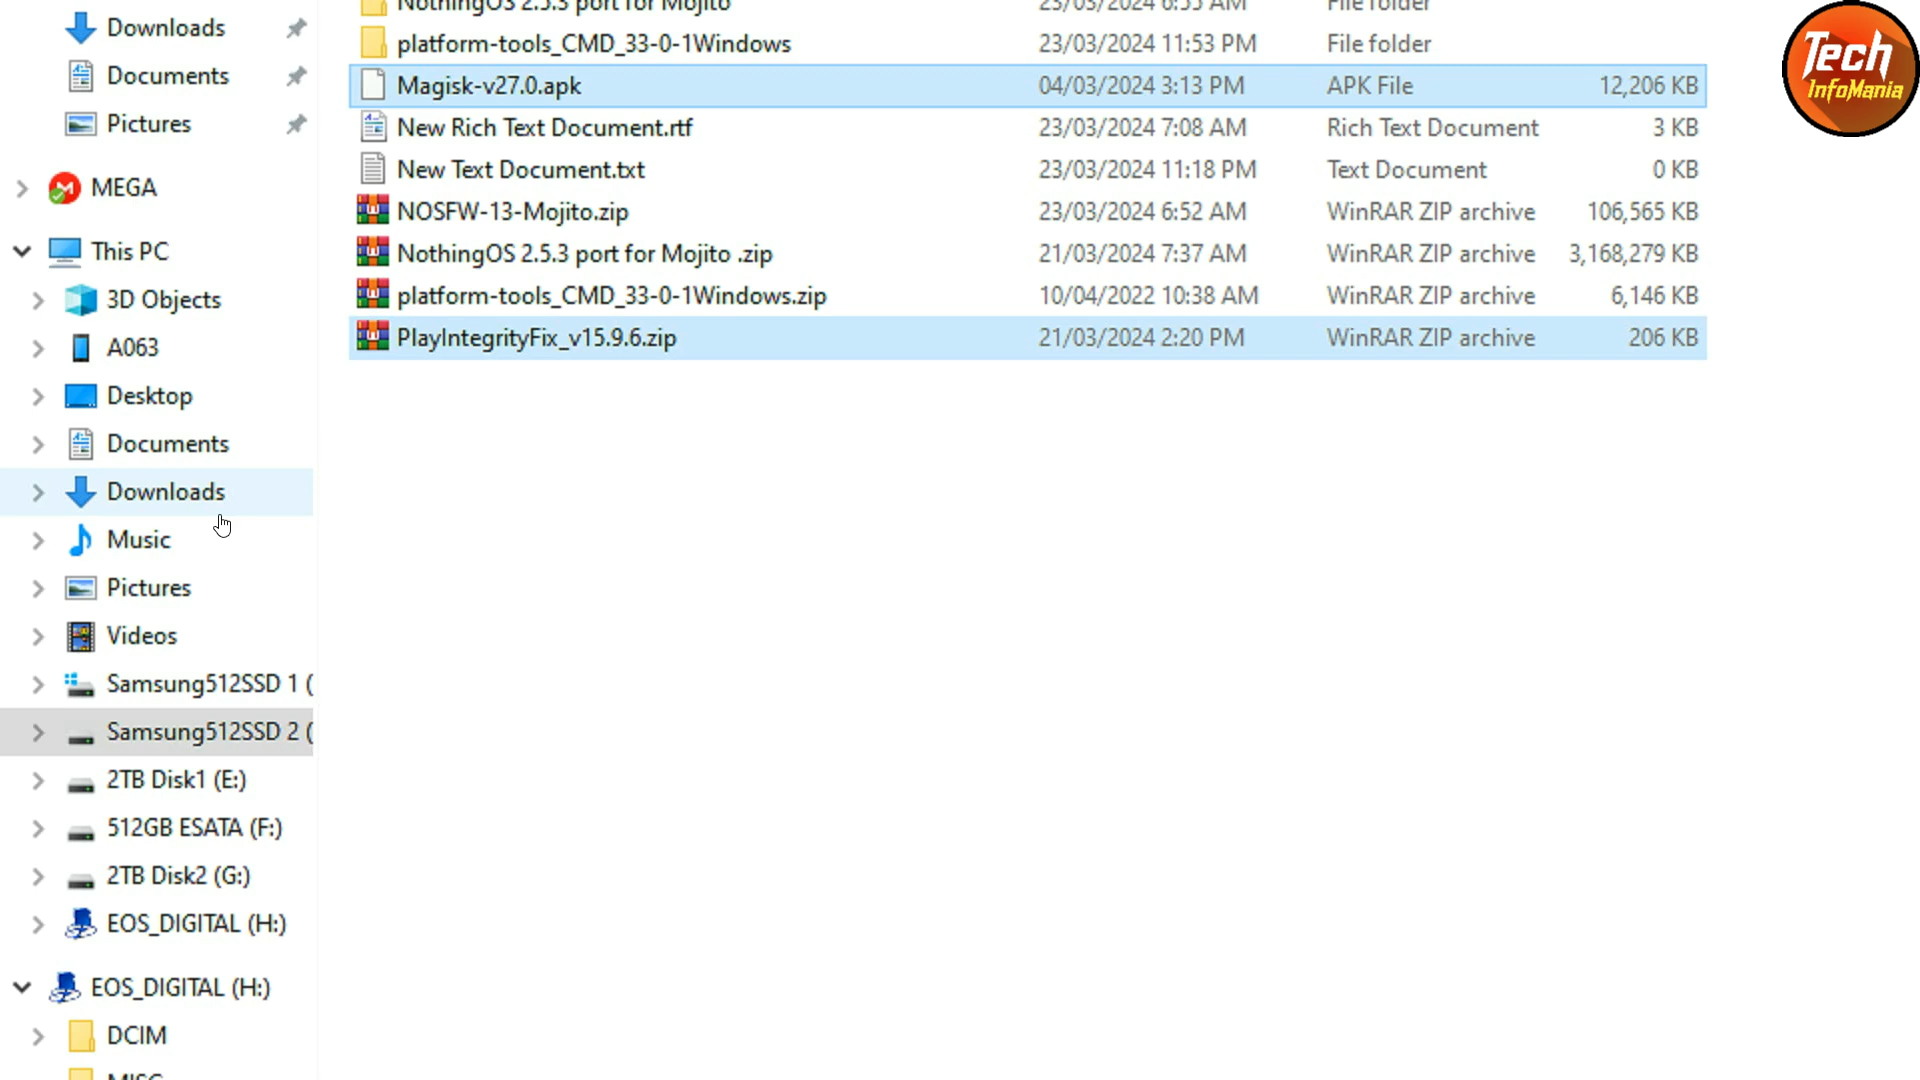 Downloads
Documents
Pictures
MEGA
This PC
3D Objects
A063
Desktop
Documents
Downloads
Music
Pictures
Videos
Samsung512SSD 1 (
Samsung512SSD 2 (
2TB Disk1 (E:)
512GB ESATA (F:)
2TB Disk2 (G:)
EOS_DIGITAL (H:)
EOS_DIGITAL (H:)
DCIM
MISC
NothingOS 2.5.3 port for Mojito 23/03/2024 6:55 AM File folder
platform-tools_CMD_33-0-1Windows 23/03/2024 11:53 PM File folder
Magisk-v27.0.apk 04/03/2024 3:13 PM APK File 12,206 KB
New Rich Text Document.rtf 23/03/2024 7:08 AM Rich Text Document 3 KB
New Text Document.txt 23/03/2024 11:18 PM Text Document 0 KB
NOSFW-13-Mojito.zip 23/03/2024 6:52 AM WinRAR ZIP archive 106,565 KB
NothingOS 2.5.3 port for Mojito .zip 21/03/2024 7:37 AM WinRAR ZIP archive 3,168,279 KB
platform-tools_CMD_33-0-1Windows.zip 10/04/2022 10:38 AM WinRAR ZIP archive 6,146 KB
PlayIntegrityFix_v15.9.6.zip 21/03/2024 2:20 PM WinRAR ZIP archive 206 KB
Tech
InfoMania